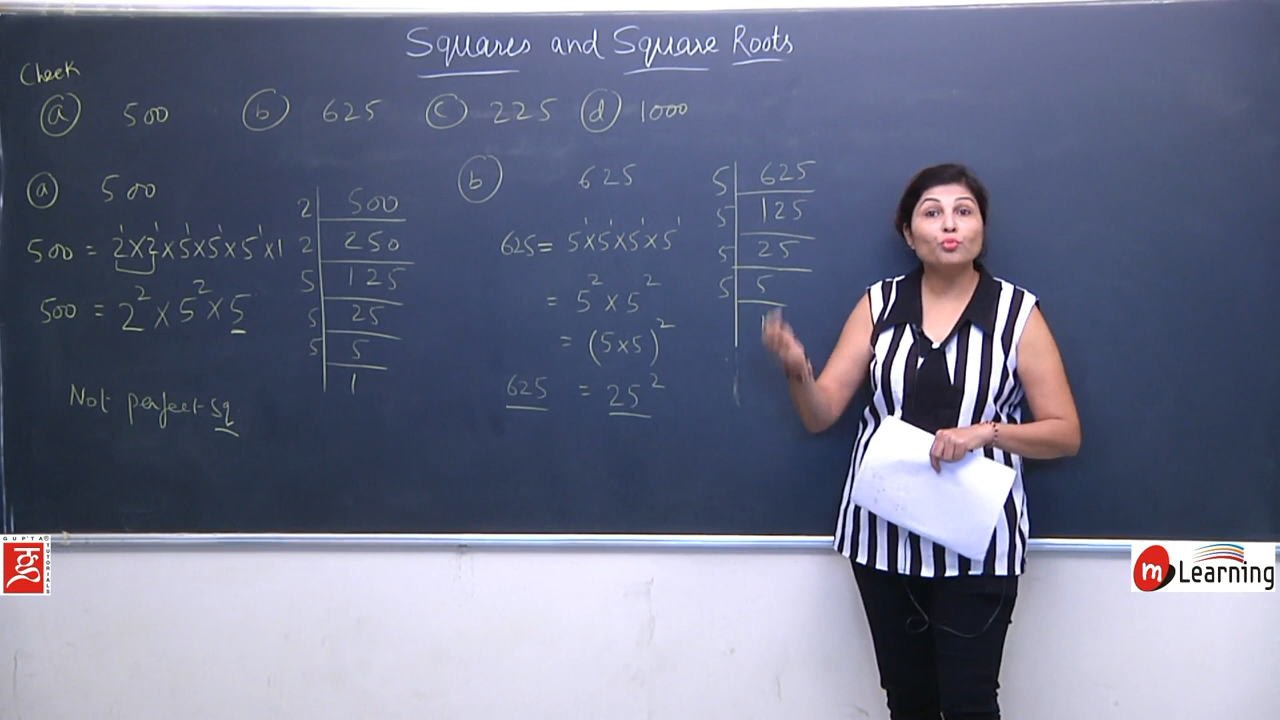 Squares and Square Roots
Check
ⓐ 500 ⓑ 625 ⓒ 225 ⓓ 1000
ⓐ 500
500 = 2×2×5×5×5×1
500 = 2² × 5² × 5
Not perfect sq
2 | 500
2 | 250
5 | 125
5 | 25
5 | 5
1
ⓑ 625
625 = 5×5×5×5
= 5² × 5²
= (5×5)²
625 = 25²
5 | 625
5 | 125
5 | 25
5 | 5
1
GUPTA TUTORIALS
m Learning